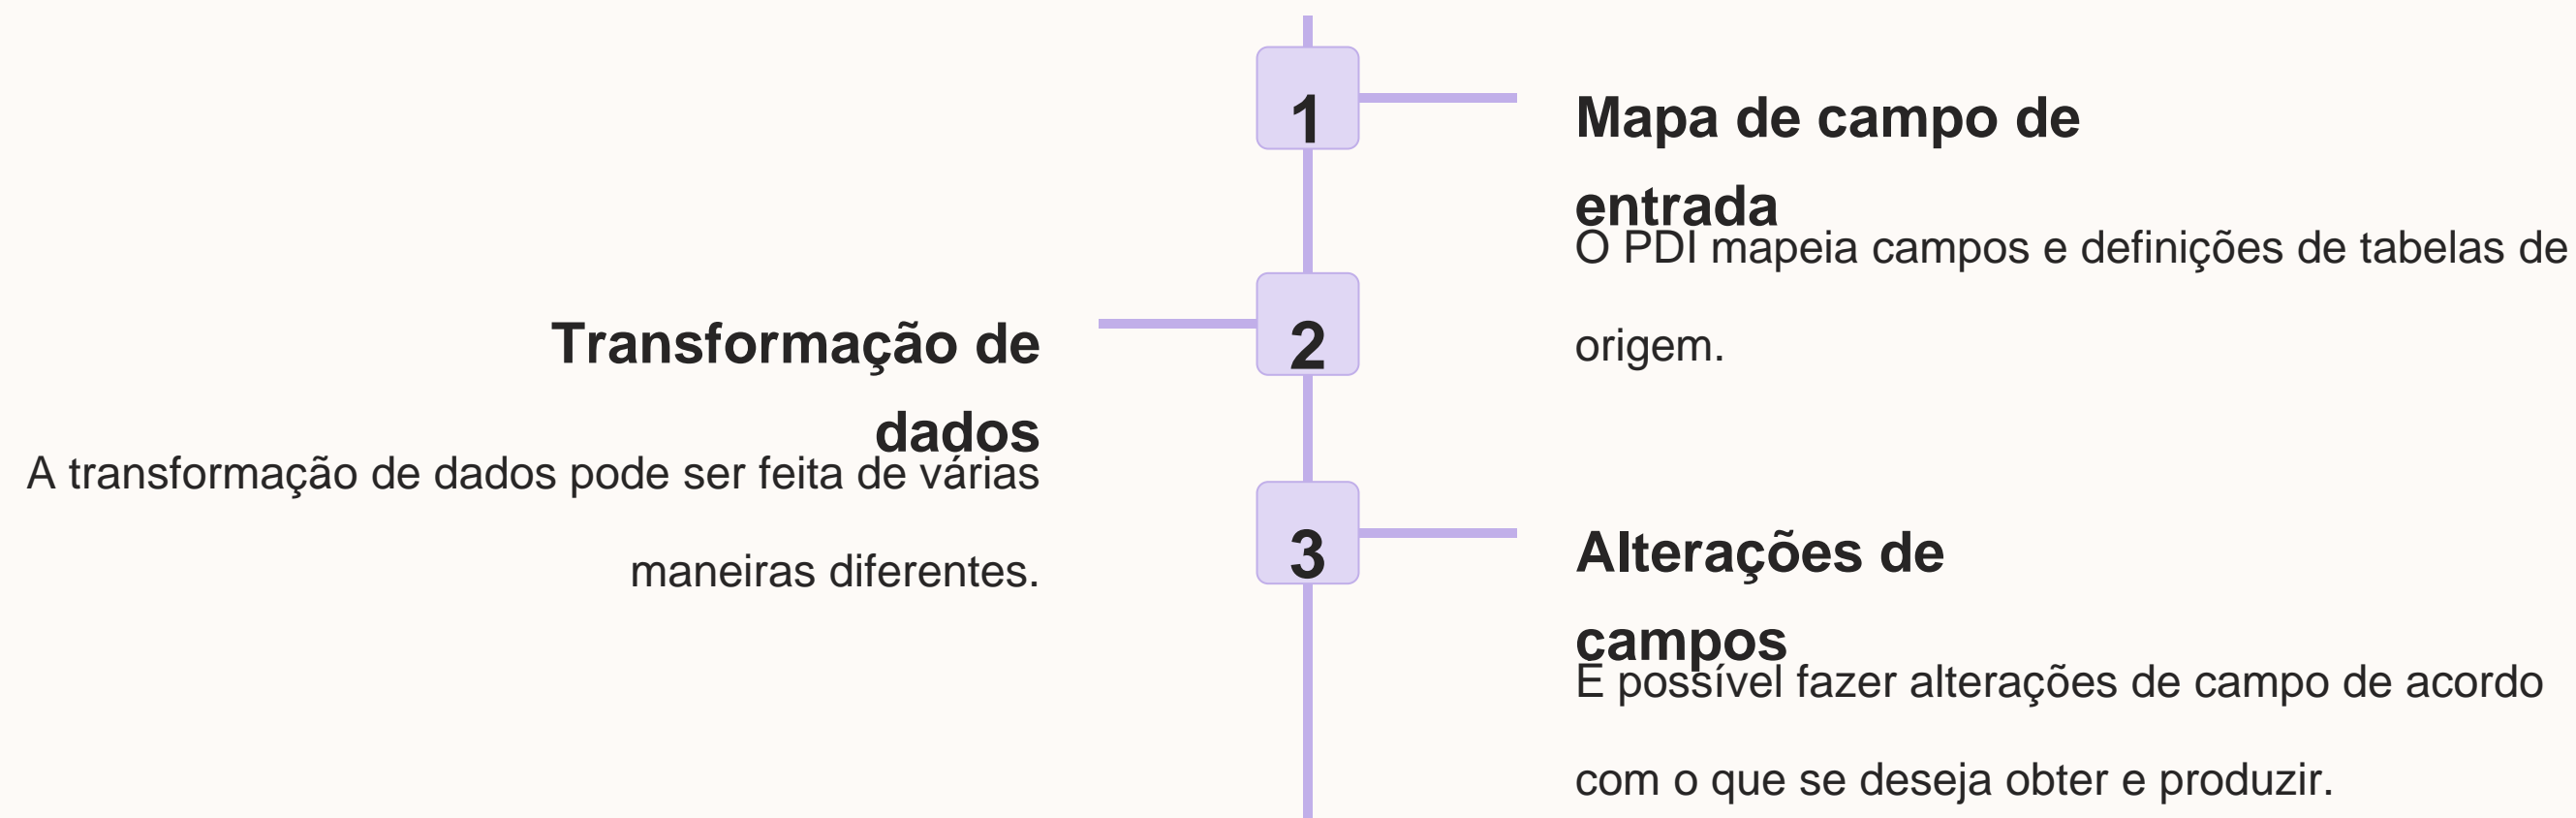 1
Mapa de campo de
entrada
O PDI mapeia campos e definições de tabelas de
origem.
2
Transformação de
dados
A transformação de dados pode ser feita de várias
maneiras diferentes.
3
Alterações de
campos
É possível fazer alterações de campo de acordo
com o que se deseja obter e produzir.